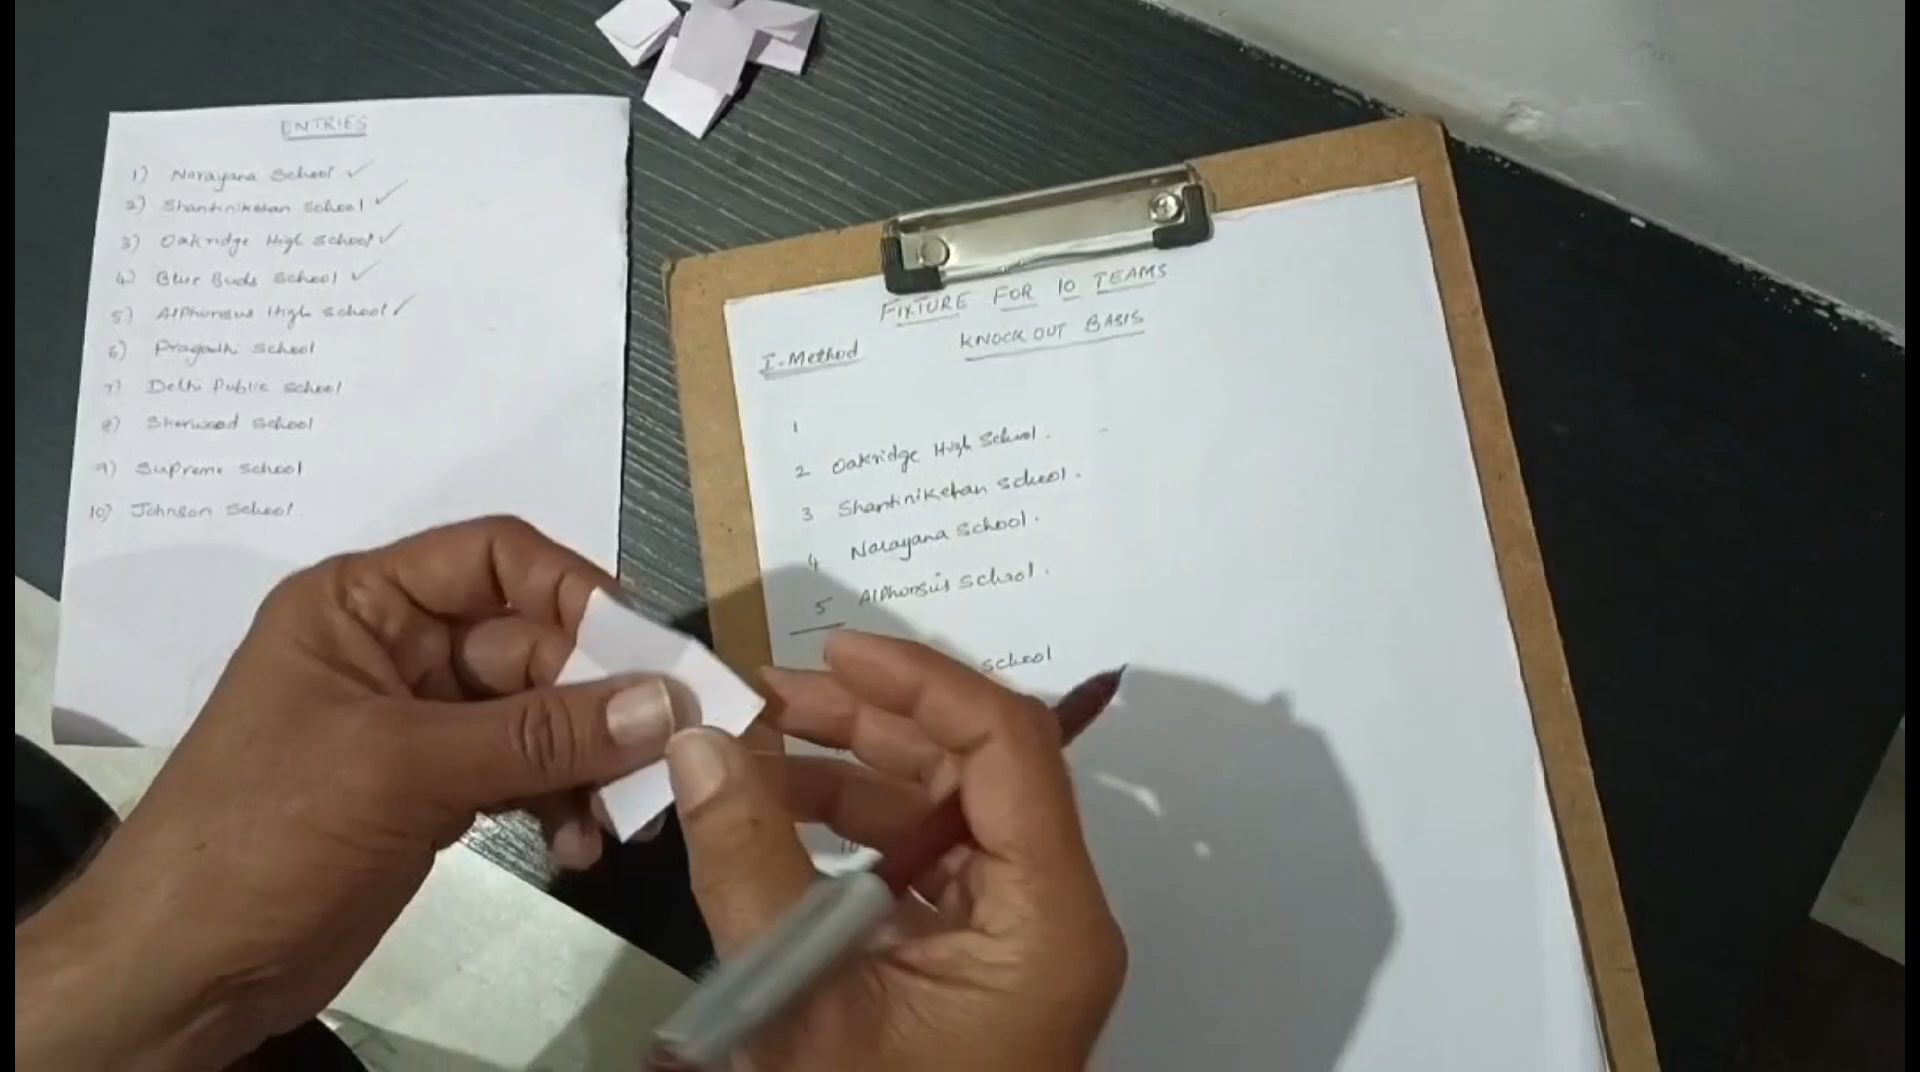 ENTRIES
1) Narayana School ✓
2) Shantiniketan School ✓
3) Oakridge High School ✓
4) Blue Buds School ✓
5) Alphonsus High School ✓
6) Pragathi School
7) Delhi Public School
8) Sherwood School
9) Supreme School
10) Johnson School.
FIXTURE FOR 10 TEAMS
KNOCK OUT BASIS
I-Method
1
2 Oakridge High School.
3 Shantiniketan School.
4 Narayana School.
5 Alphonsus School.
School
10